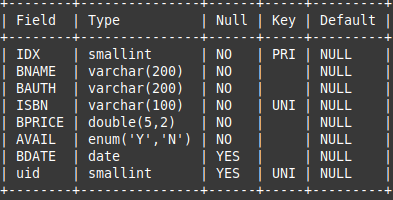 +--------+---------------+------+-----+---------+
| Field  | Type          | Null | Key | Default |
+--------+---------------+------+-----+---------+
| IDX    | smallint      | NO   | PRI | NULL    |
| BNAME  | varchar(200)  | NO   |     | NULL    |
| BAUTH  | varchar(200)  | NO   |     | NULL    |
| ISBN   | varchar(100)  | NO   | UNI | NULL    |
| BPRICE | double(5,2)   | NO   |     | NULL    |
| AVAIL  | enum('Y','N') | NO   |     | NULL    |
| BDATE  | date          | YES  |     | NULL    |
| uid    | smallint      | YES  | UNI | NULL    |
+--------+---------------+------+-----+---------+